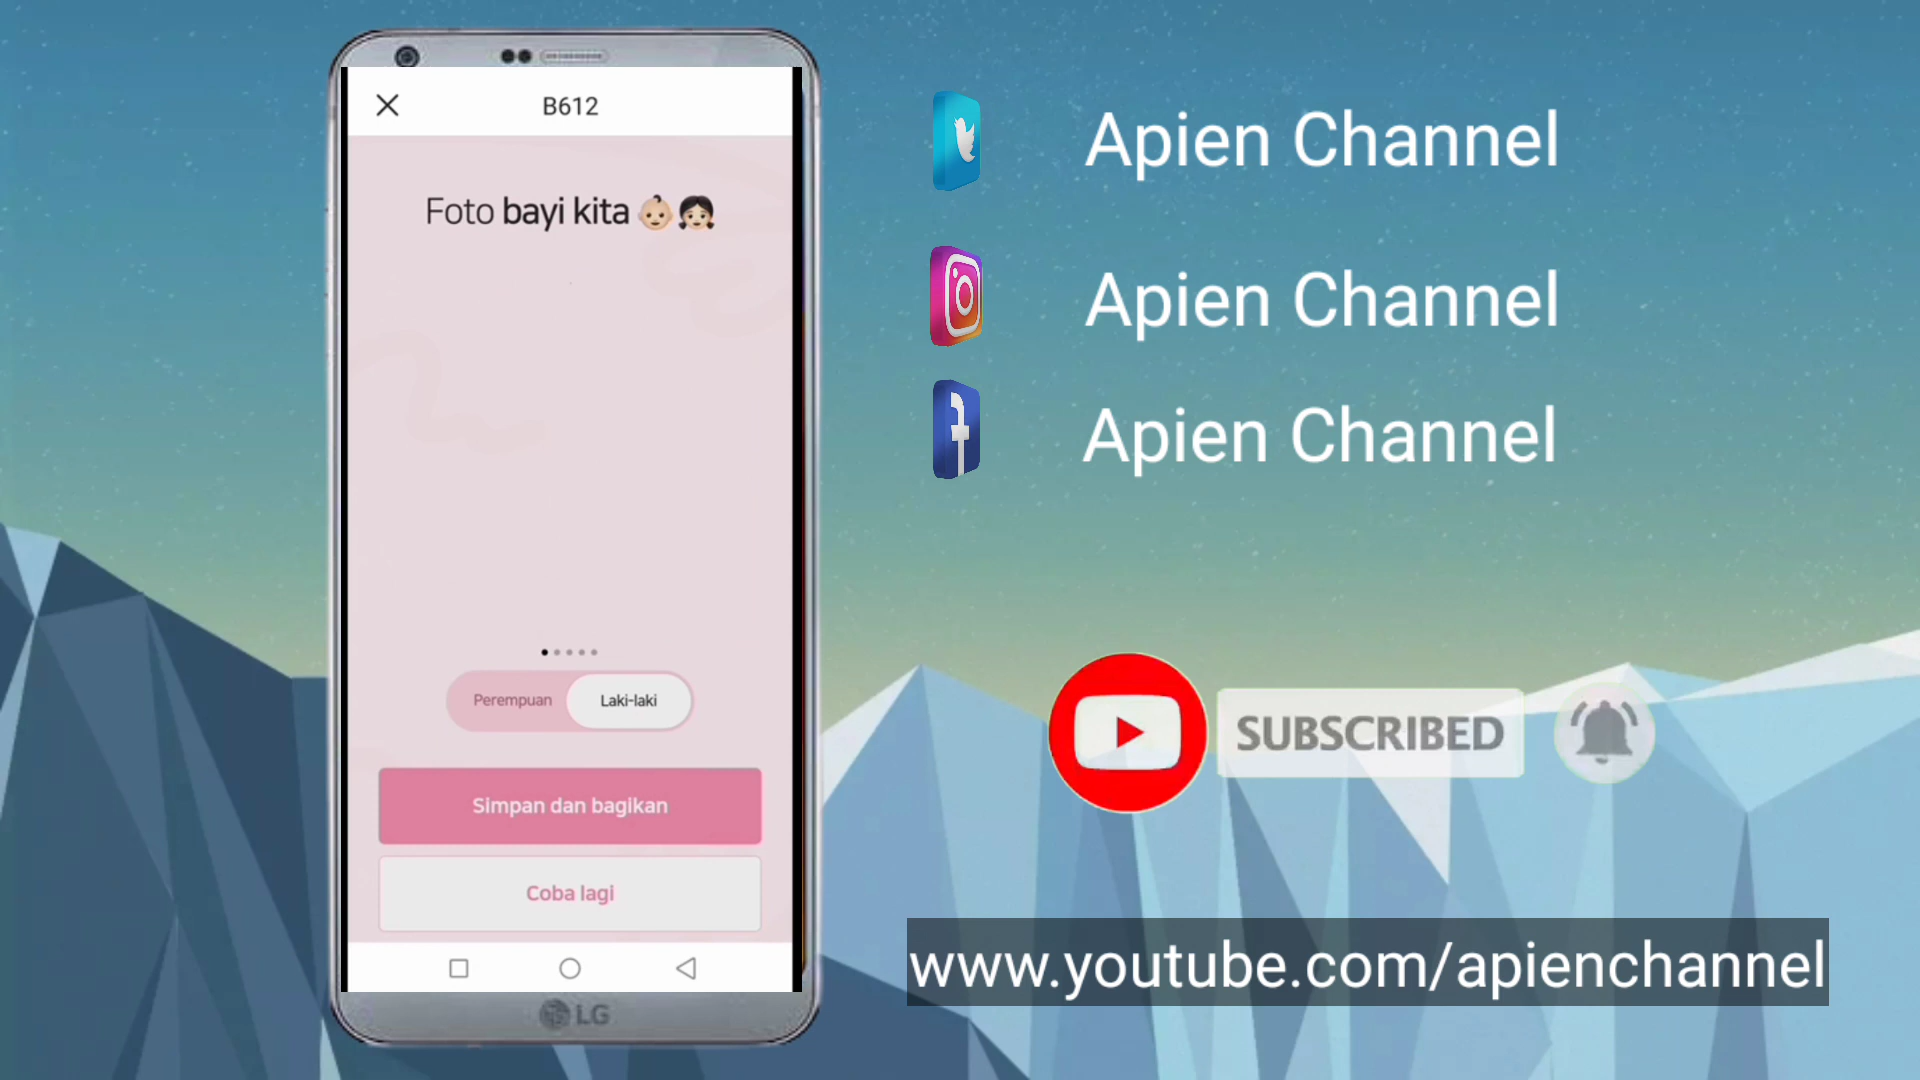 B612
Foto bayi kita
Perempuan
Laki-laki
Simpan dan bagikan
Coba lagi
LG
Apien Channel
Apien Channel
Apien Channel
SUBSCRIBED
www.youtube.com/apienchannel